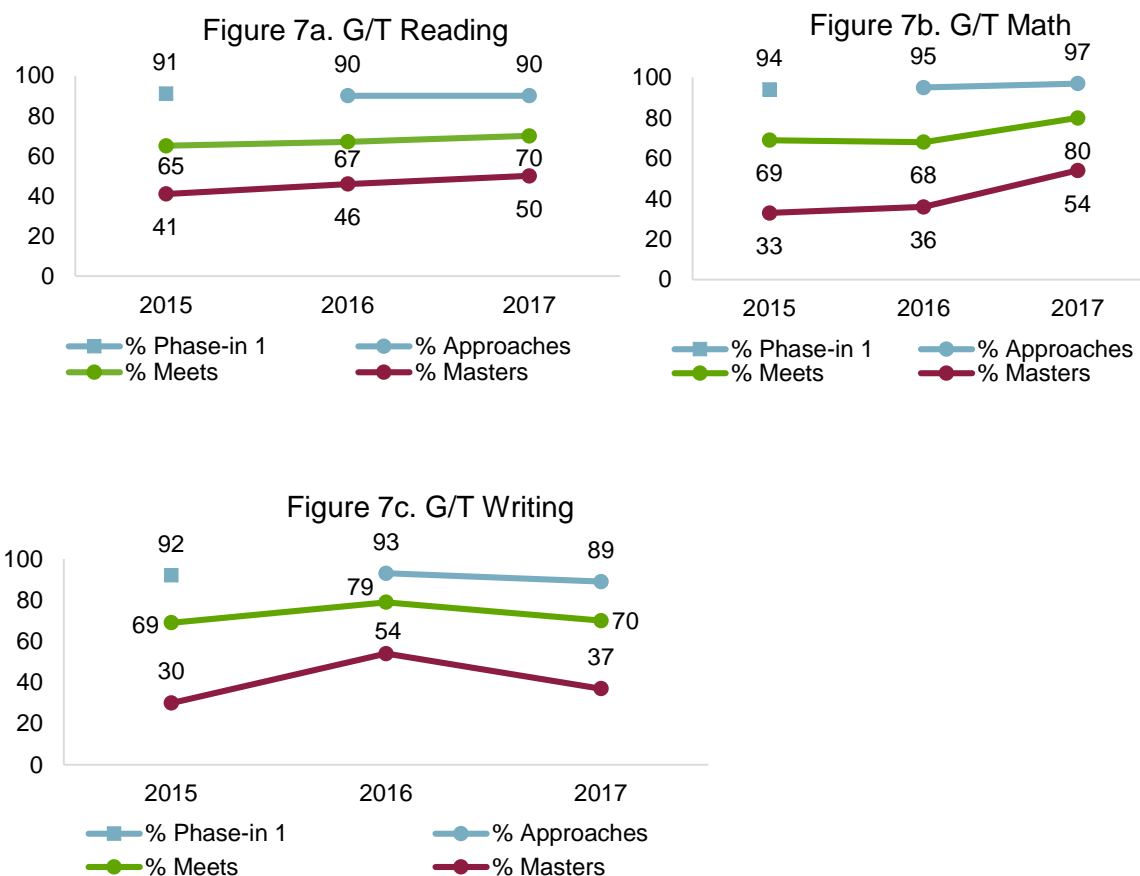 Figure 7a. G/T Reading
91 90 90
100
80
60
40
20
0
65 67 70
41 46 50
2015 2016 2017
% Phase-in 1 % Approaches
% Meets % Masters
Figure 7b. G/T Math
94 95 97
100
80
60
40
20
0
69 68 80
33 36 54
2015 2016 2017
% Phase-in 1 % Approaches
% Meets % Masters
Figure 7c. G/T Writing
92 93 89
100
80
60
40
20
0
69 79 70
30 54 37
2015 2016 2017
% Phase-in 1 % Approaches
% Meets % Masters